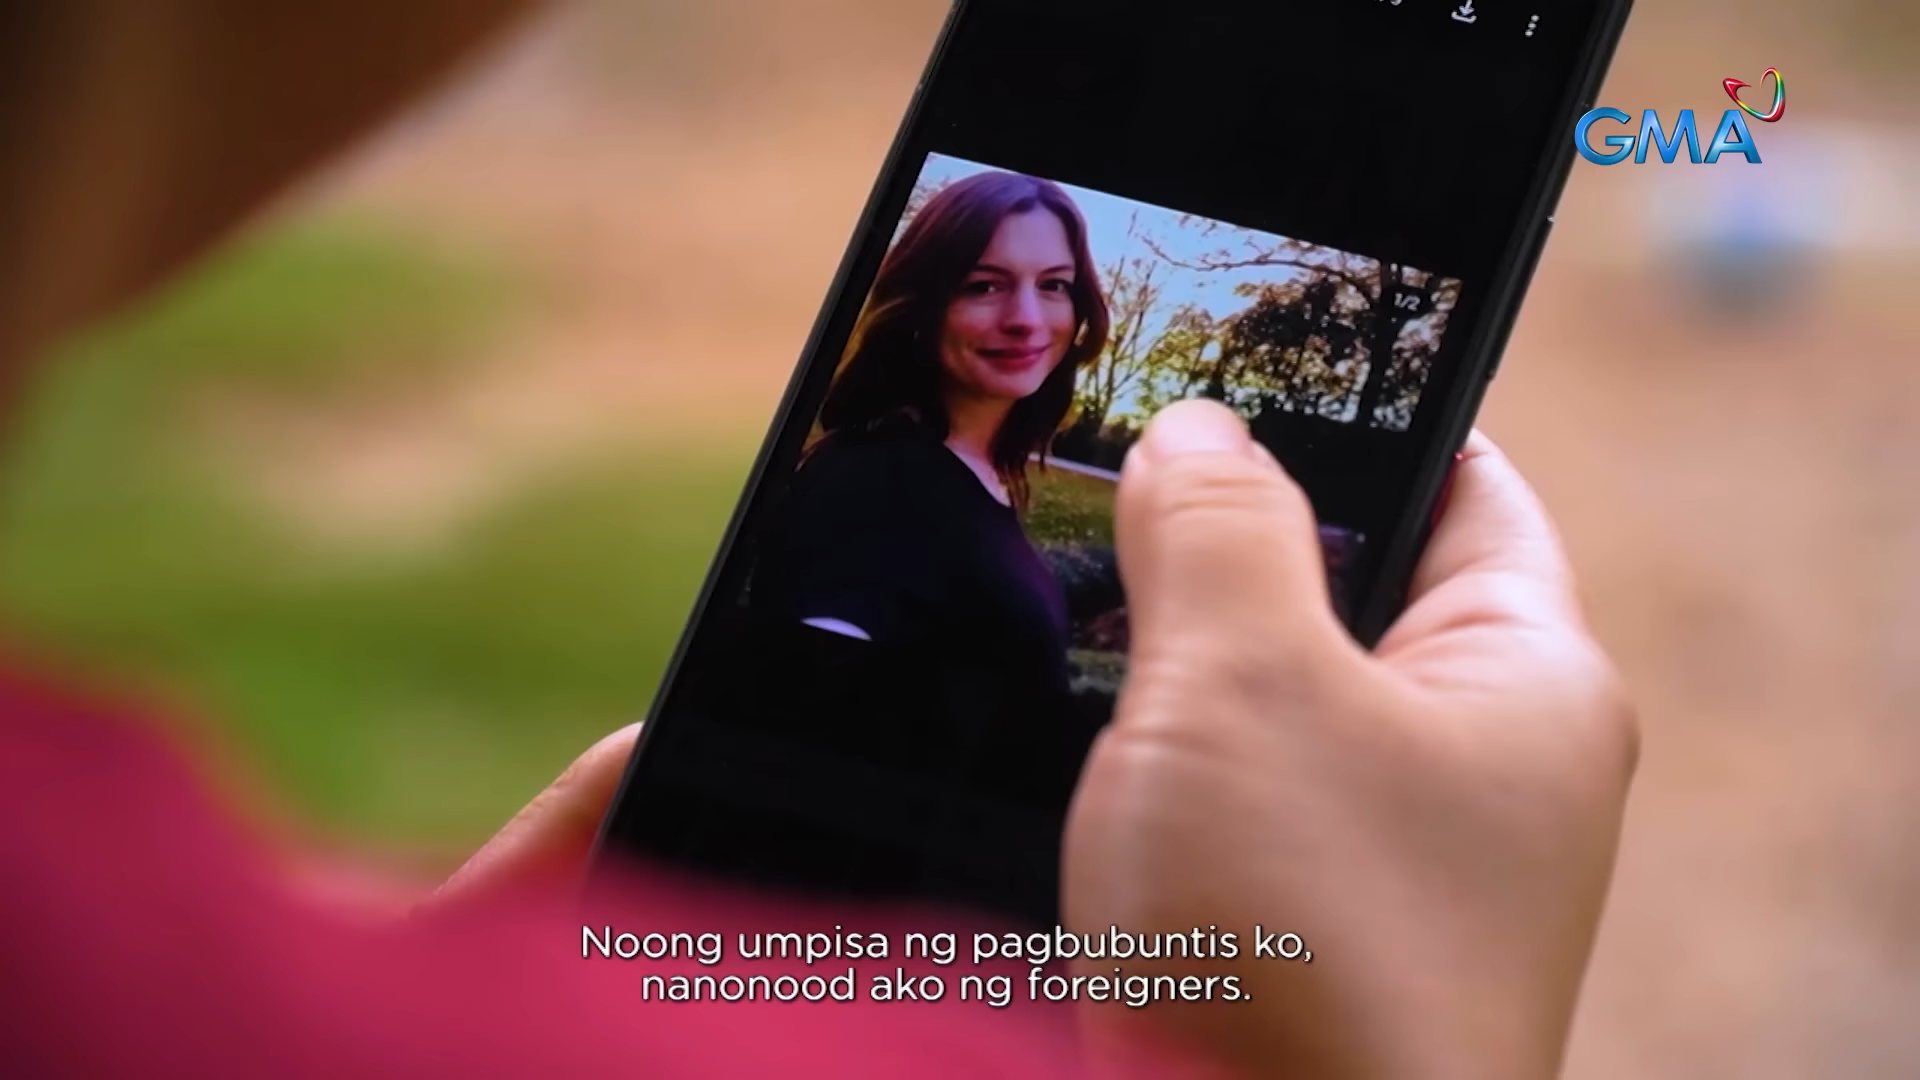 GMA
1/2
Noong umpisa ng pagbubuntis ko,
nanonood ako ng foreigners.